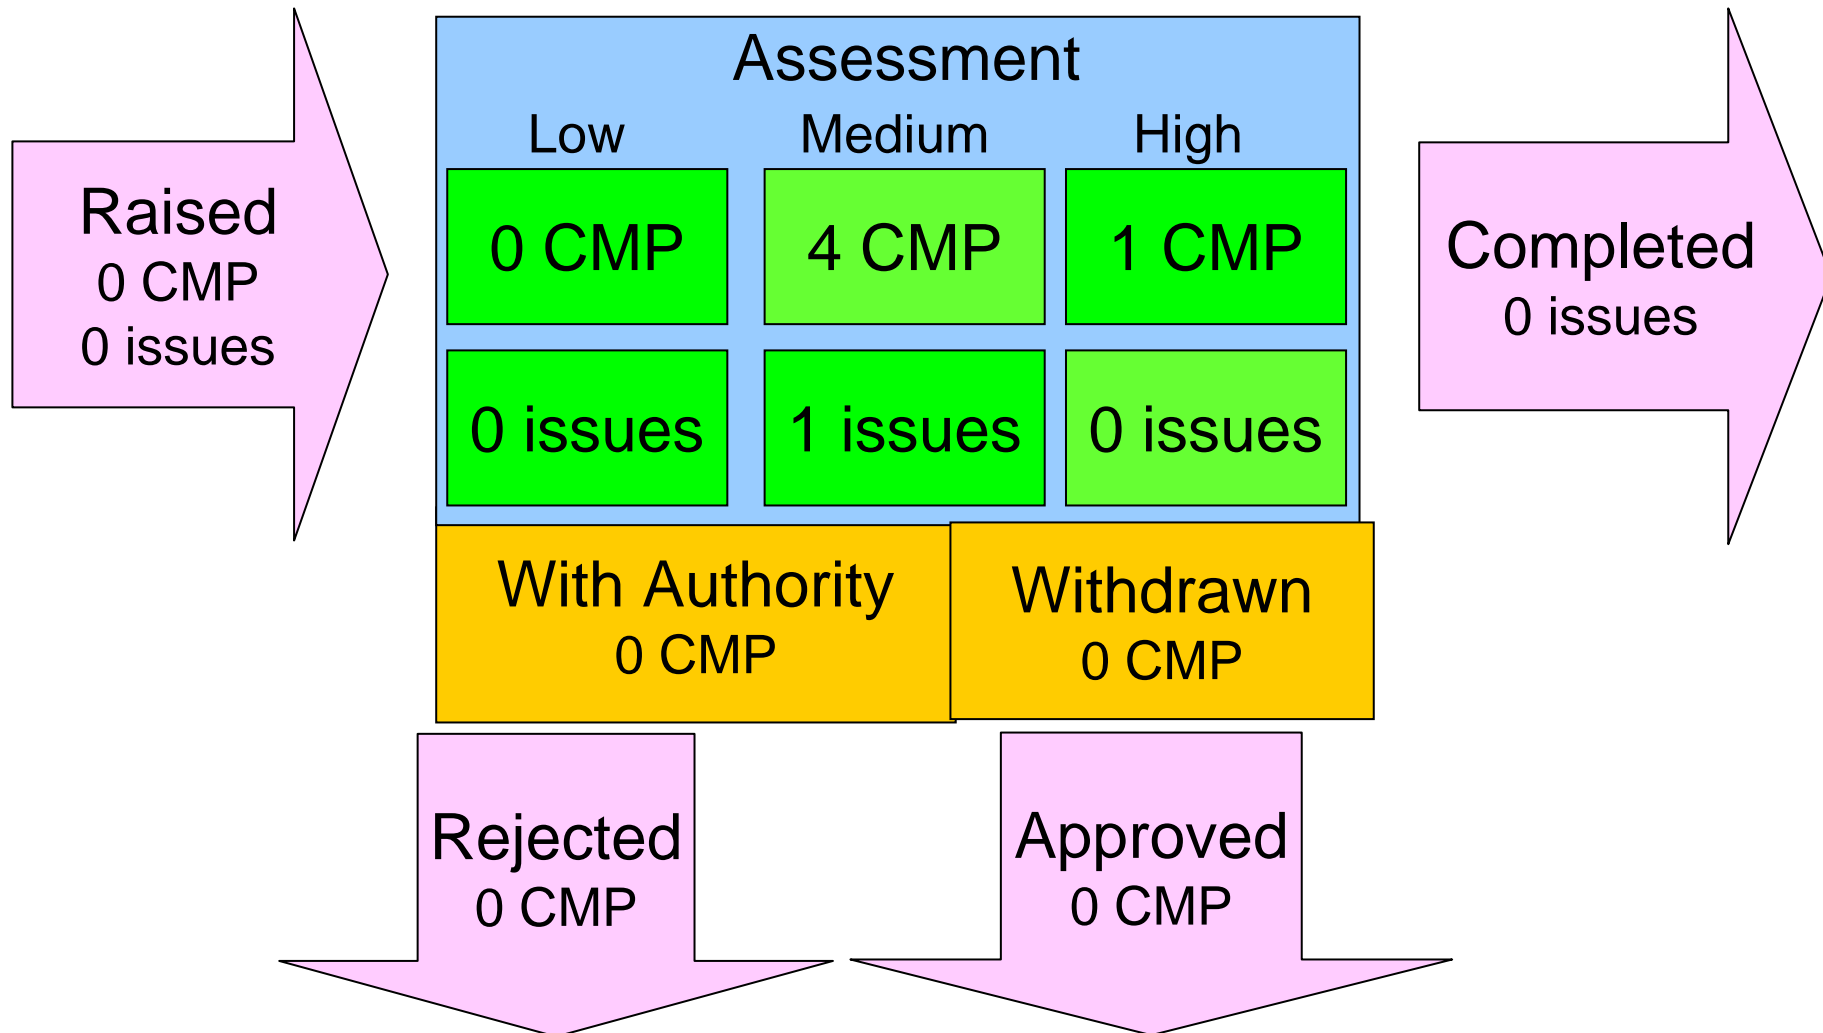 Raised
0 CMP
0 issues
Assessment
Low Medium High
0 CMP 4 CMP 1 CMP
0 issues 1 issues 0 issues
With Authority
0 CMP
Withdrawn
0 CMP
Completed
0 issues
Rejected
0 CMP
Approved
0 CMP